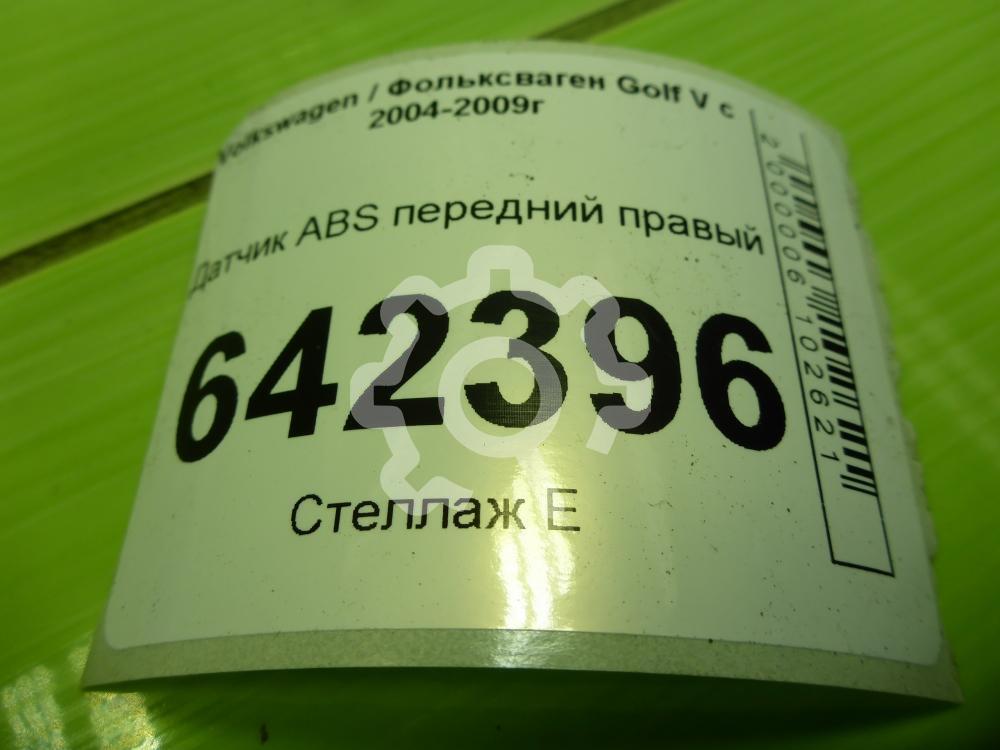 Volkswagen / Фольксваген Golf V с
2004-2009г
Датчик ABS передний правый
642396
Стеллаж Е
2000006102621